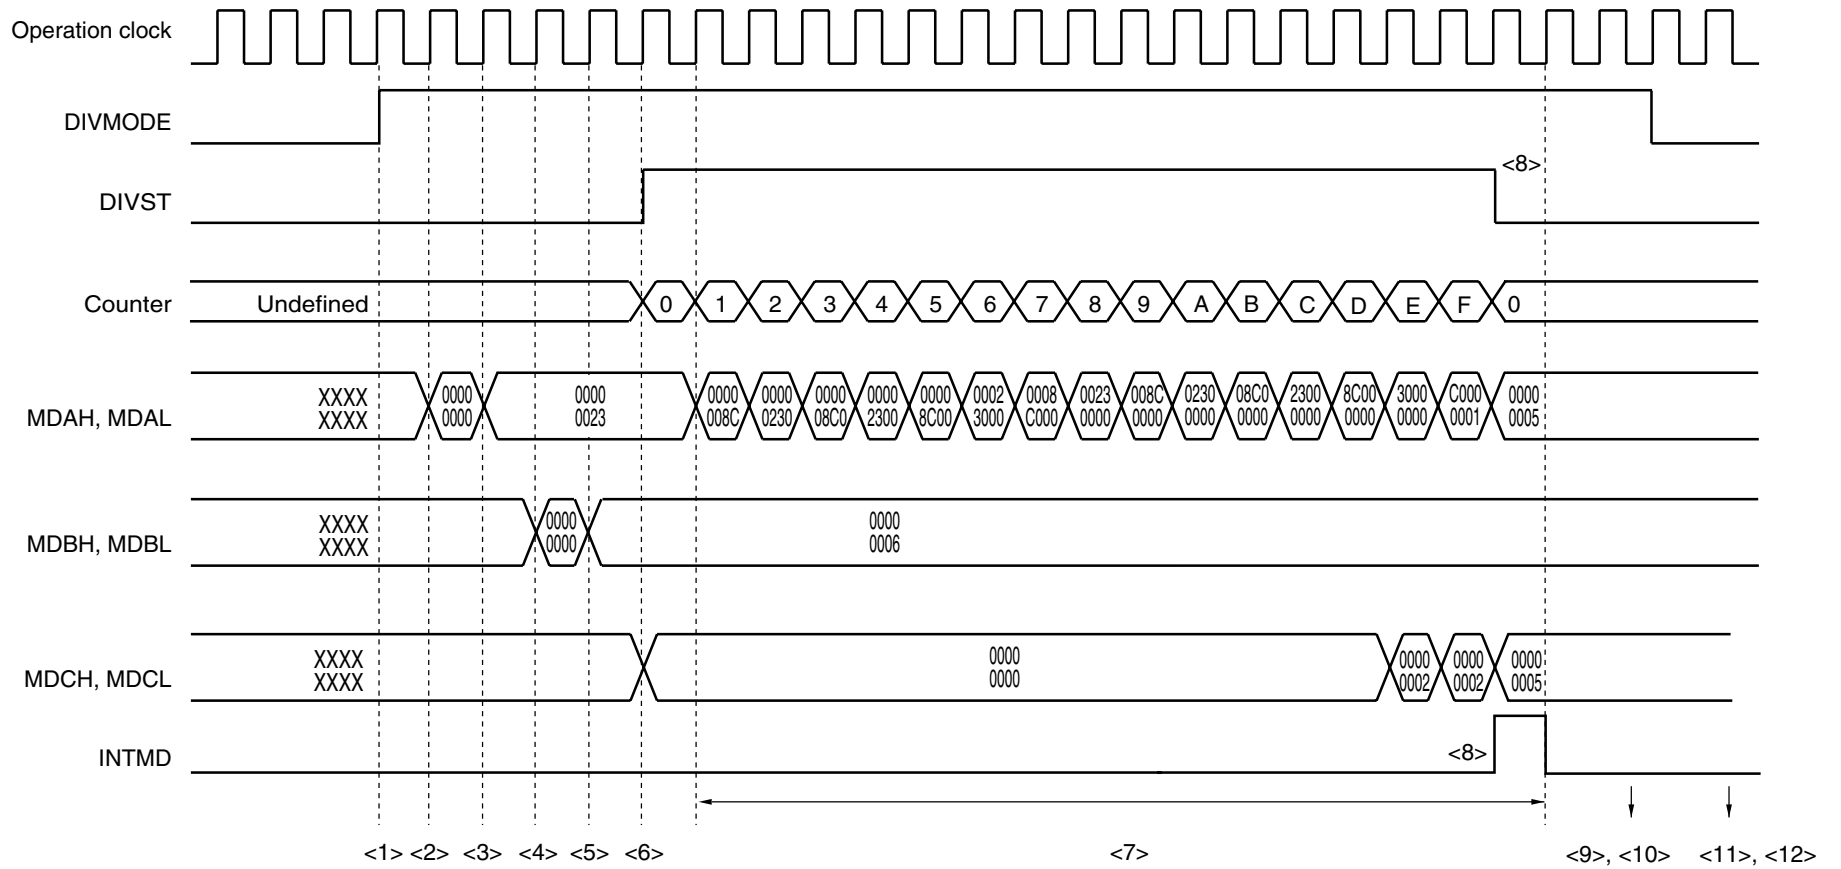 Operation clock
DIVMODE
<8>
DIVST
Counter Undefined 0 1 2 3 4 5 6 7 8 9 A B C D E F 0
XXXX 0000 0000 0000 0000 0000 0000 0000 0002 0008 0023 008C 0230 08C0 2300 8C00 3000 C000 0000
MDAH, MDAL XXXX 0000 0023 008C 0230 08C0 2300 8C00 3000 C000 0000 0000 0000 0000 0000 0000 0000 0001 0005
XXXX 0000 0000
MDBH, MDBL XXXX 0000 0006
XXXX 0000 0000 0000 0000
MDCH, MDCL XXXX 0000 0002 0002 0005
INTMD <8>
<1> <2> <3> <4> <5> <6> <7> <9>, <10> <11>, <12>